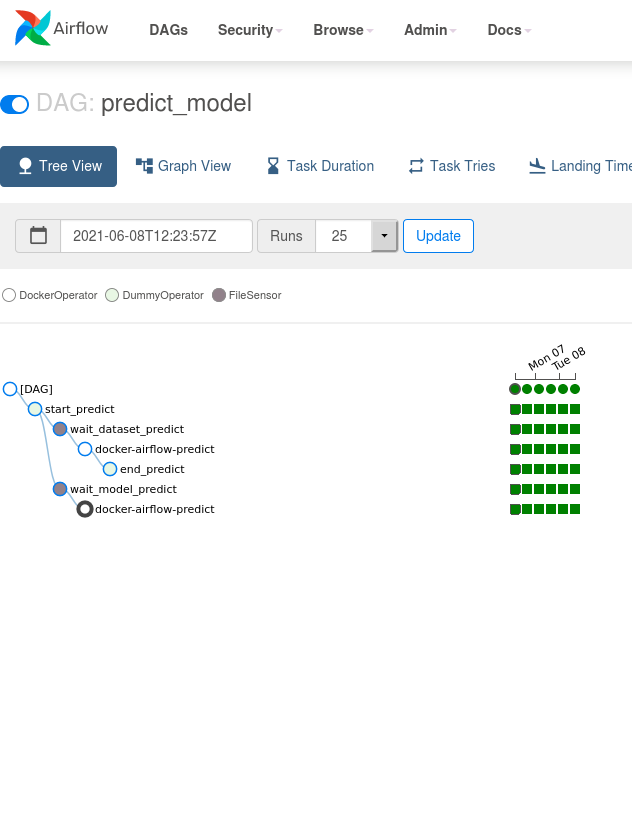 Airflow DAGs Security Browse Admin Docs
DAG: predict_model
Tree View Graph View Task Duration Task Tries Landing Time
2021-06-08T12:23:57Z Runs 25 Update
DockerOperator DummyOperator FileSensor
Mon 07 Tue 08
[DAG]
start_predict
wait_dataset_predict
docker-airflow-predict
end_predict
wait_model_predict
docker-airflow-predict